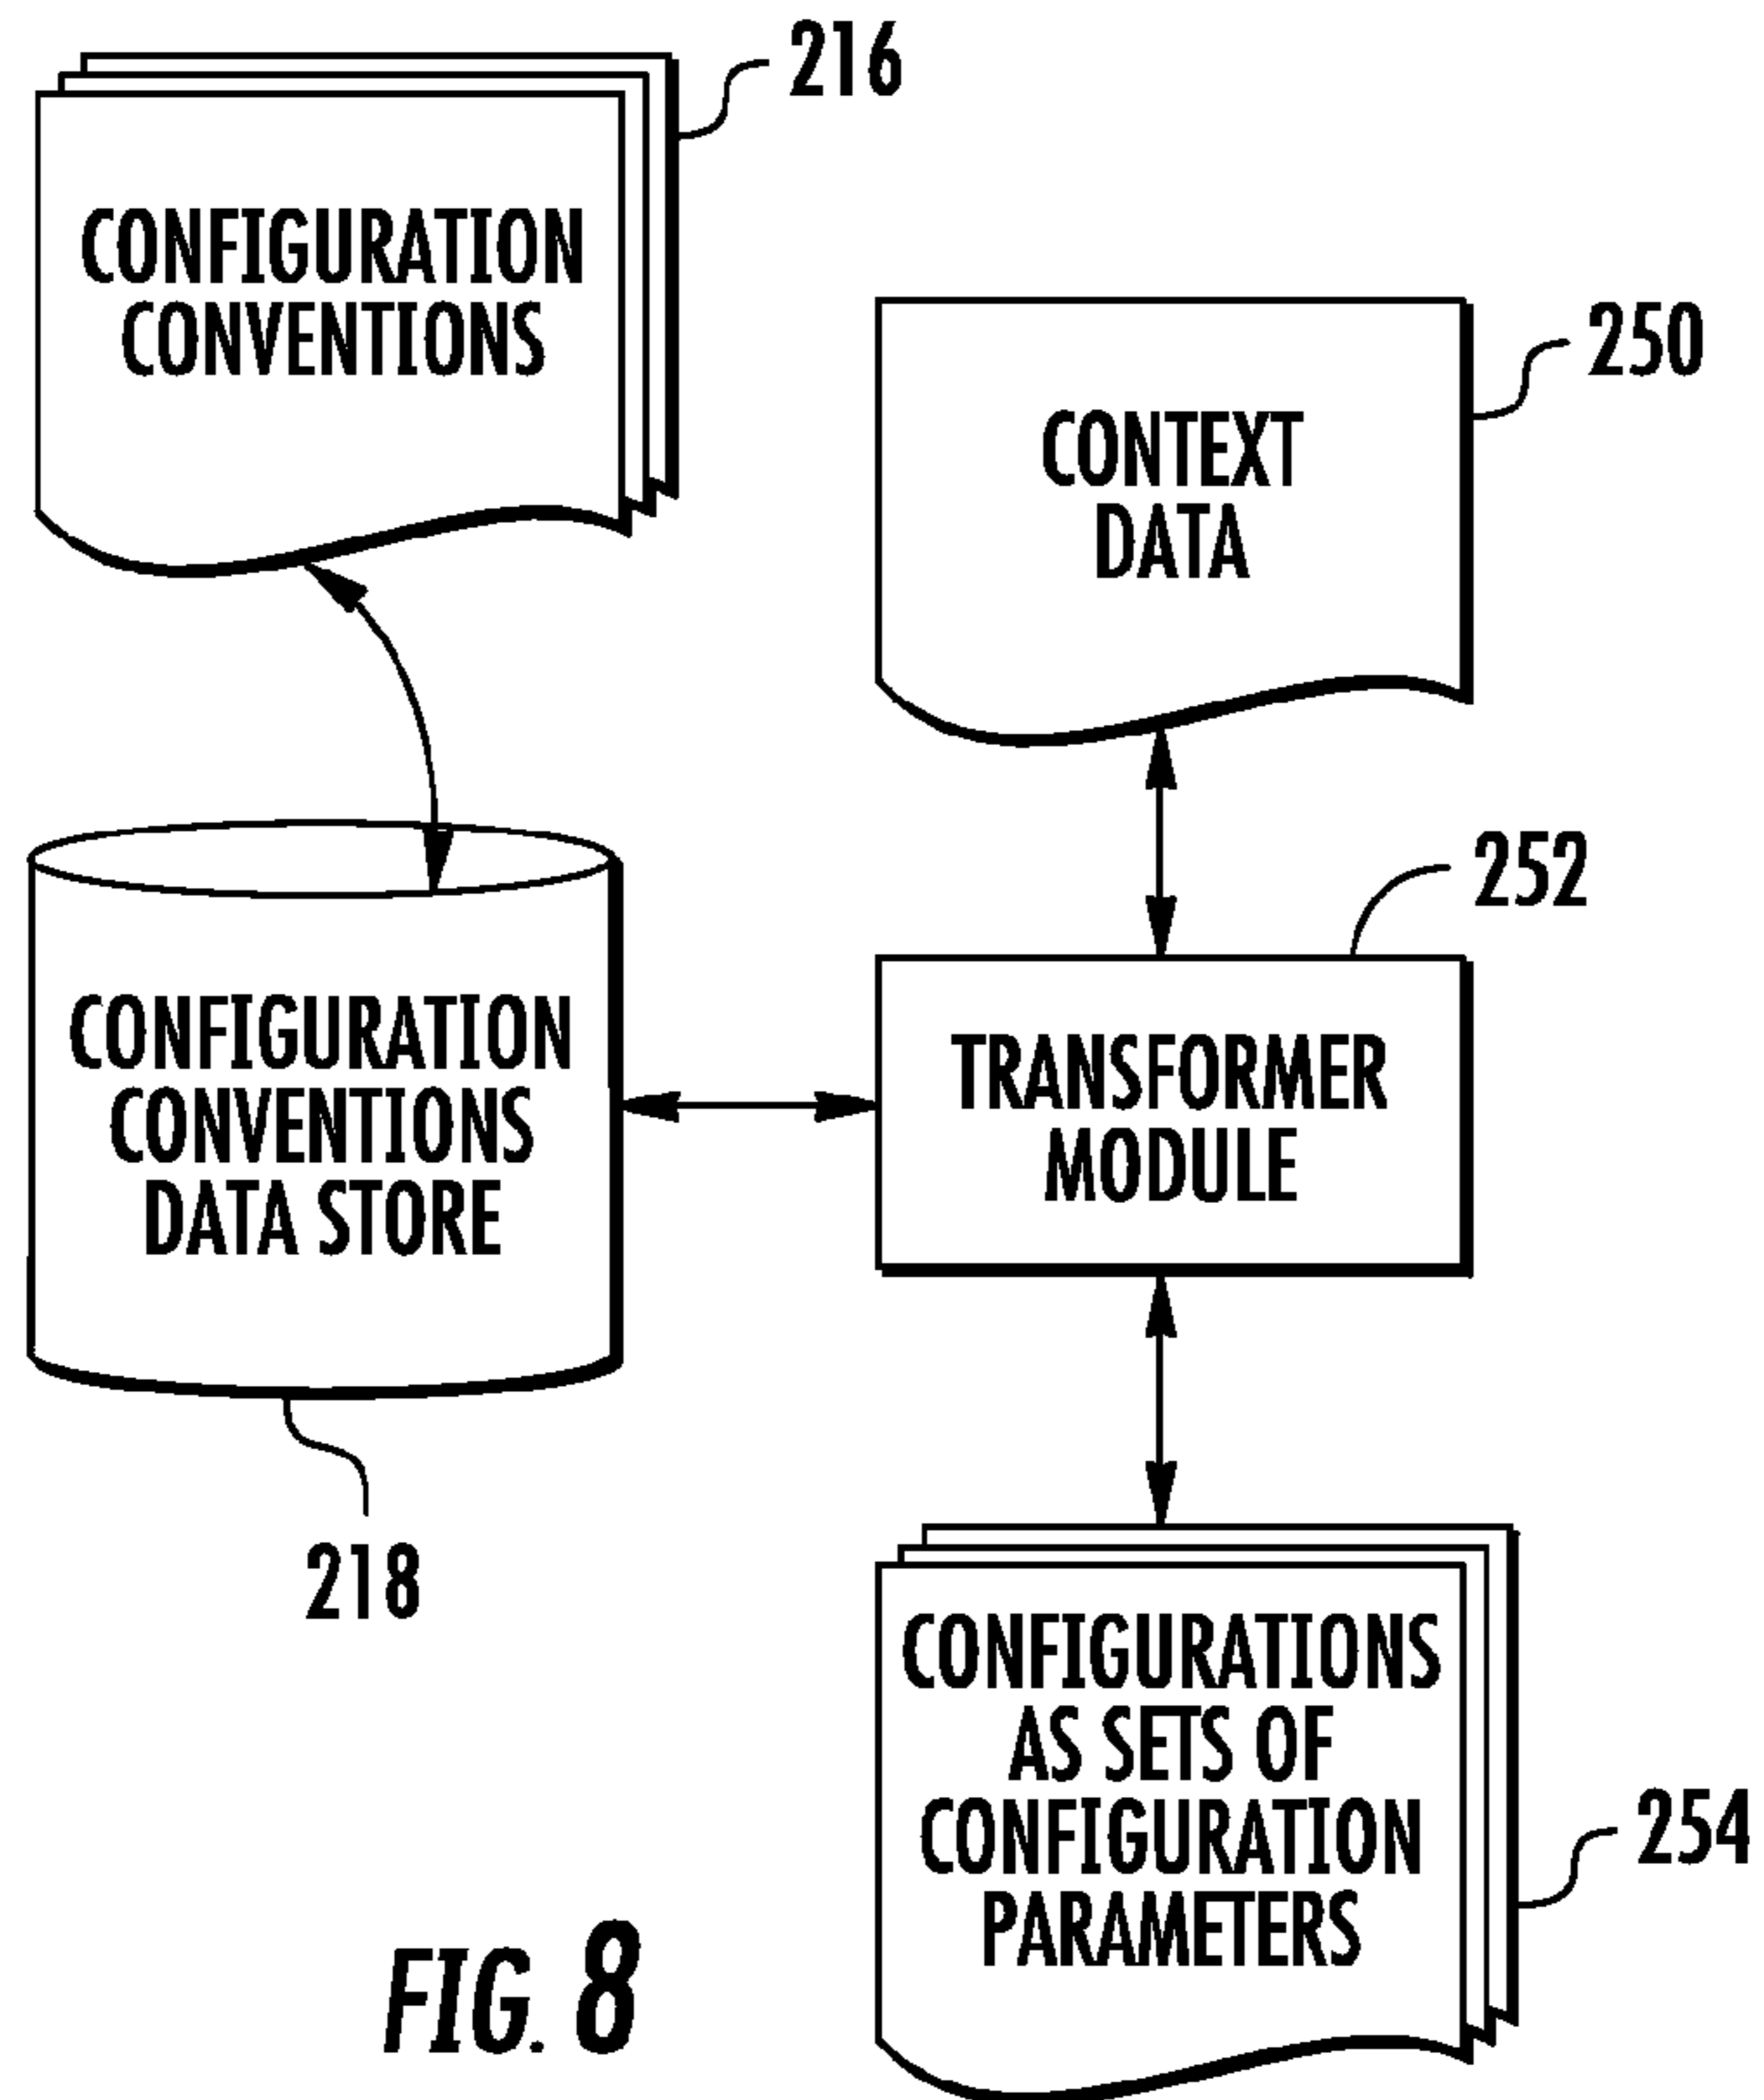 216
CONFIGURATION
CONVENTIONS
250
CONTEXT
DATA
252
CONFIGURATION
CONVENTIONS
DATA STORE
TRANSFORMER
MODULE
218
CONFIGURATIONS
AS SETS OF
CONFIGURATION
PARAMETERS
254
FIG. 8